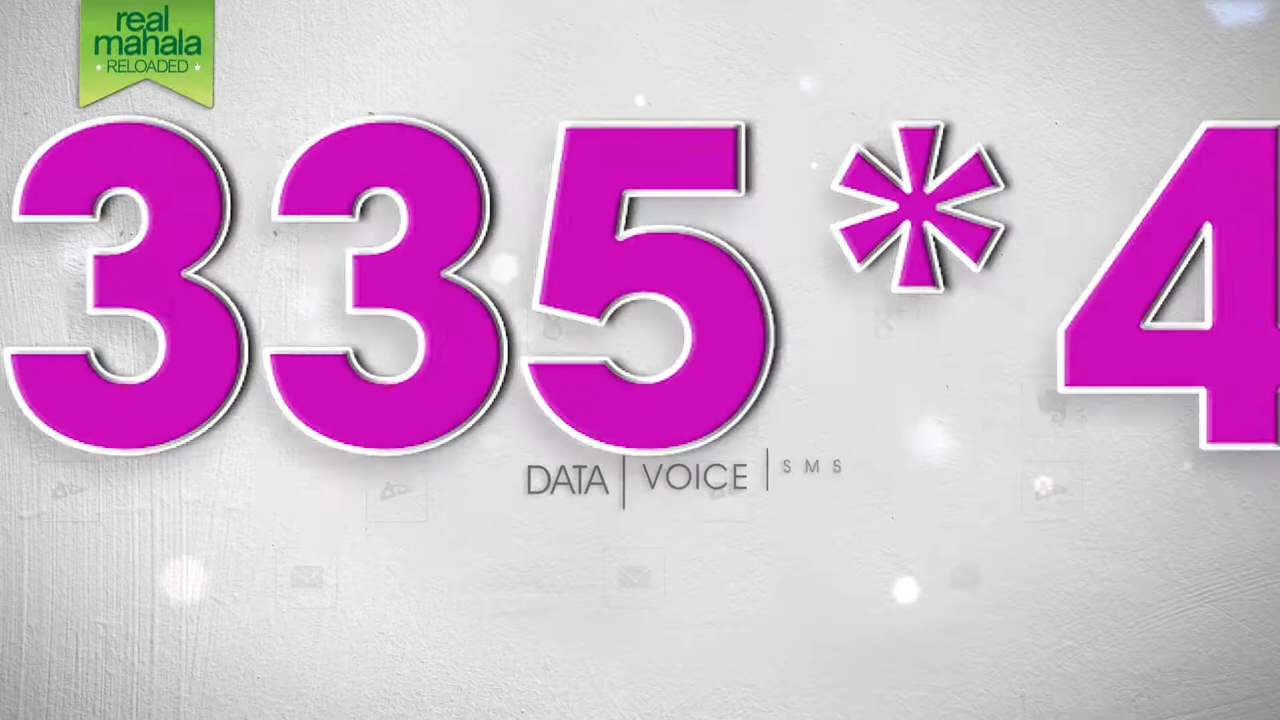 real
mahala
RELOADED
335*4
DATA | VOICE | SMS